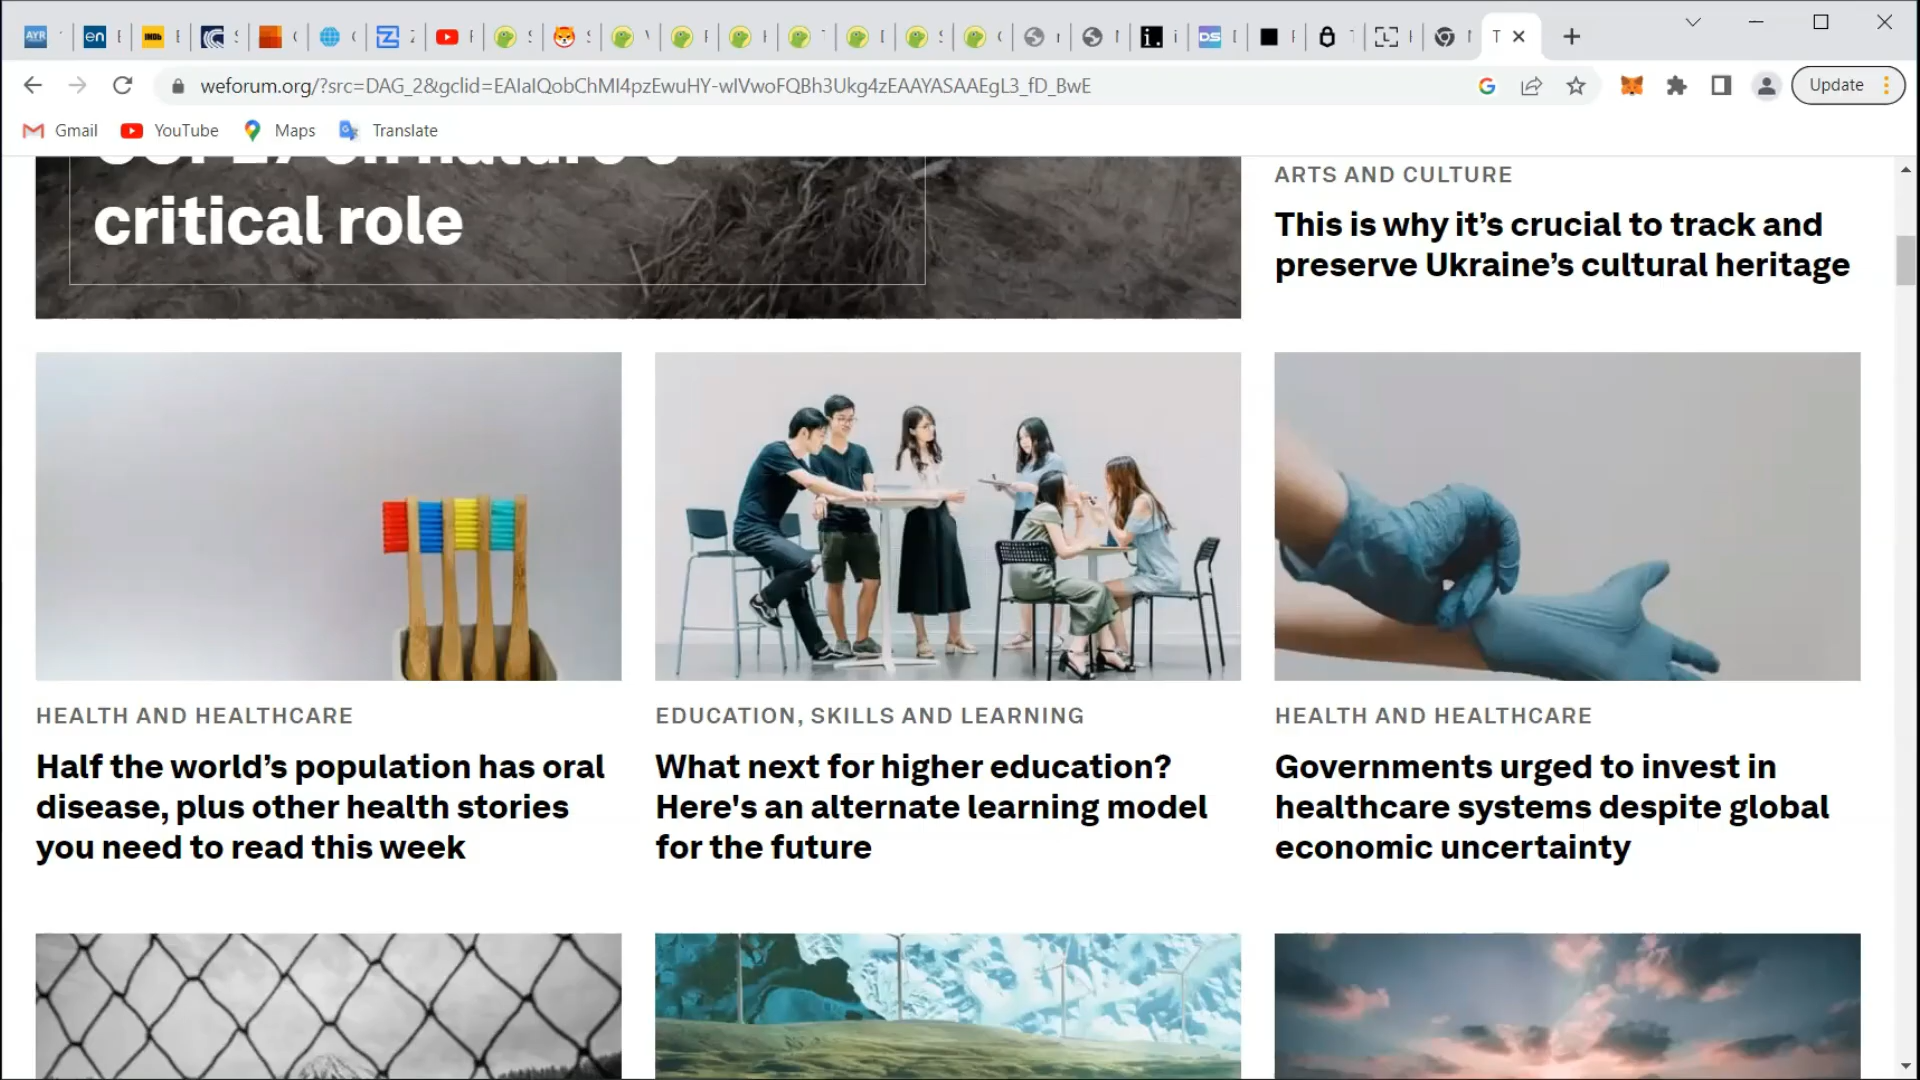 AYR
en
IMDb
i.
DS
T
weforum.org/?src=DAG_2&gclid=EAIaIQobChMI4pzEwuHY-wIVwoFQBh3Ukg4zEAAYASAAEgL3_fD_BwE
Update
Gmail
YouTube
Maps
Translate
critical role
ARTS AND CULTURE
This is why it’s crucial to track and
preserve Ukraine’s cultural heritage
HEALTH AND HEALTHCARE
Half the world’s population has oral
disease, plus other health stories
you need to read this week
EDUCATION, SKILLS AND LEARNING
What next for higher education?
Here's an alternate learning model
for the future
HEALTH AND HEALTHCARE
Governments urged to invest in
healthcare systems despite global
economic uncertainty